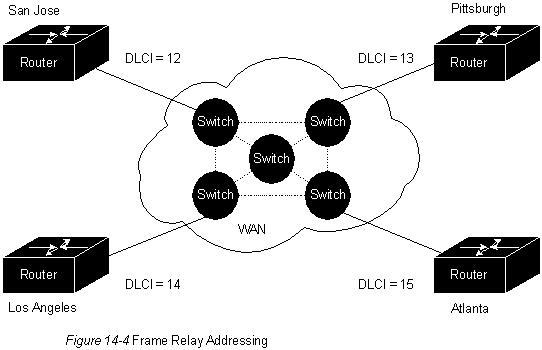 San Jose
Pittsburgh
Router
DLCI = 12
DLCI = 13
Router
Switch
Switch
Switch
Switch
Switch
WAN
Router
DLCI = 14
DLCI = 15
Router
Los Angeles
Atlanta
Figure 14-4 Frame Relay Addressing